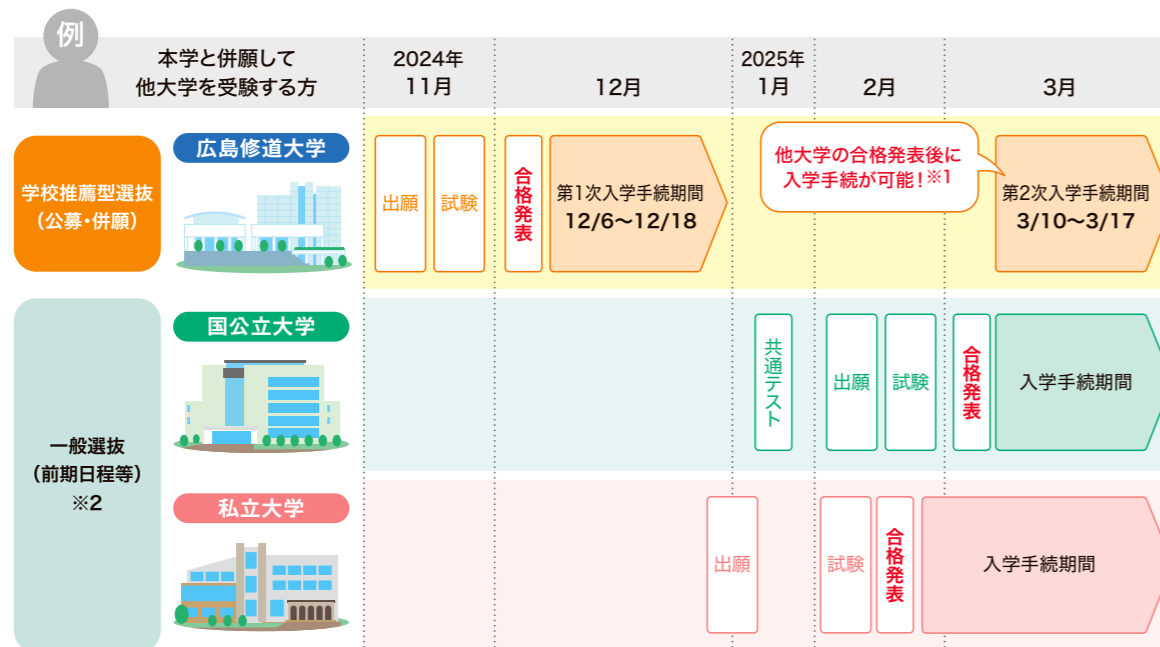 例
本学と併願して
他大学を受験する方
2024年
11月
12月
2025年
1月
2月
3月
学校推薦型選抜
(公募・併願)
広島修道大学
出願
試験
合格発表
第1次入学手続期間
12/6〜12/18
他大学の合格発表後に
入学手続が可能!※1
第2次入学手続期間
3/10〜3/17
一般選抜
(前期日程等)
※2
国公立大学
共通テスト
出願
試験
合格発表
入学手続期間
私立大学
出願
試験
合格発表
入学手続期間